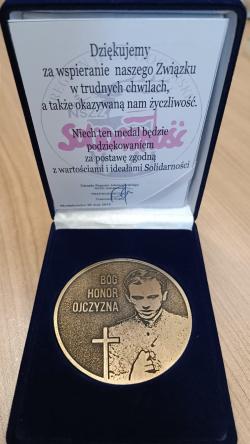 Dziękujemy
za wspieranie naszego Związku
w trudnych chwilach,
a także okazywaną nam życzliwość.
Niech ten medal będzie
podziękowaniem
za postawę zgodną
z wartościami i ideałami Solidarności
NSZZ
Solidarność
BÓG
HONOR
OJCZYZNA